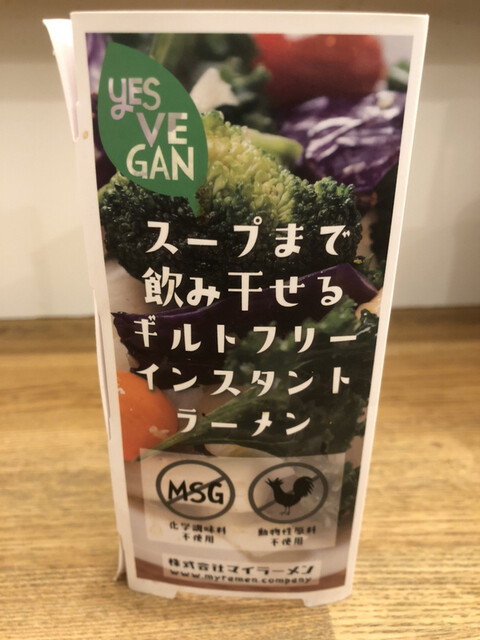 YES
VE
GAN
スープまで
飲み干せる
ギルトフリー
インスタント
ラーメン
MSG
化学調味料
不使用
動物性原料
不使用
株式会社マイラーメン
www.myramen.company